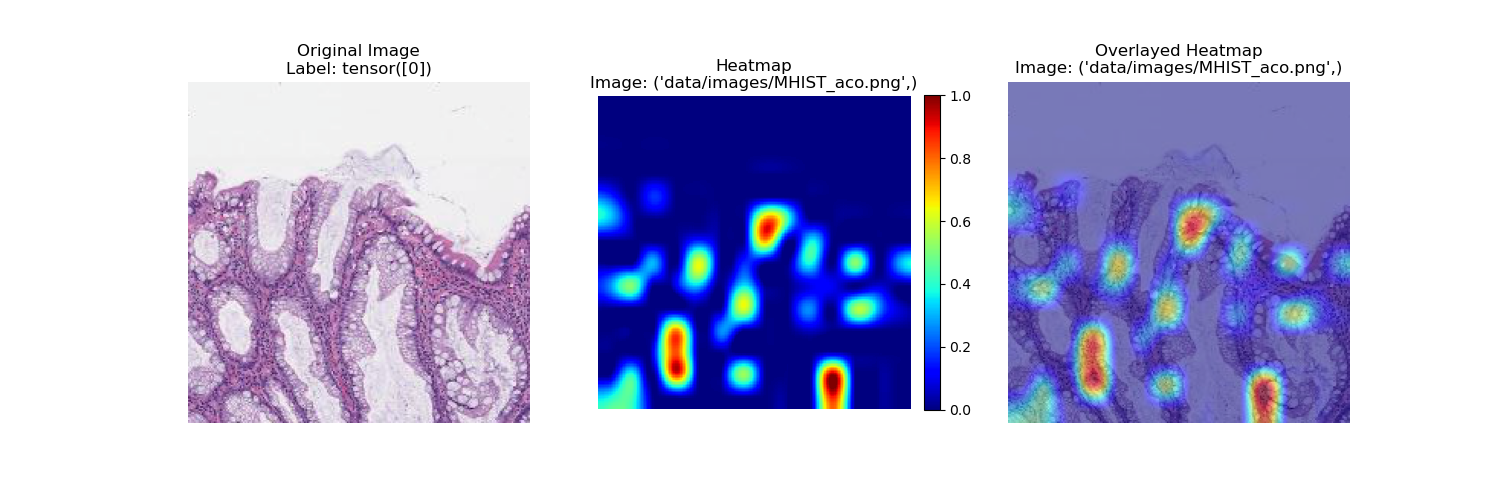 Original Image
Label: tensor([0])
Heatmap
Image: ('data/images/MHIST_aco.png',)
1.0
0.8
0.6
0.4
0.2
0.0
Overlayed Heatmap
Image: ('data/images/MHIST_aco.png',)